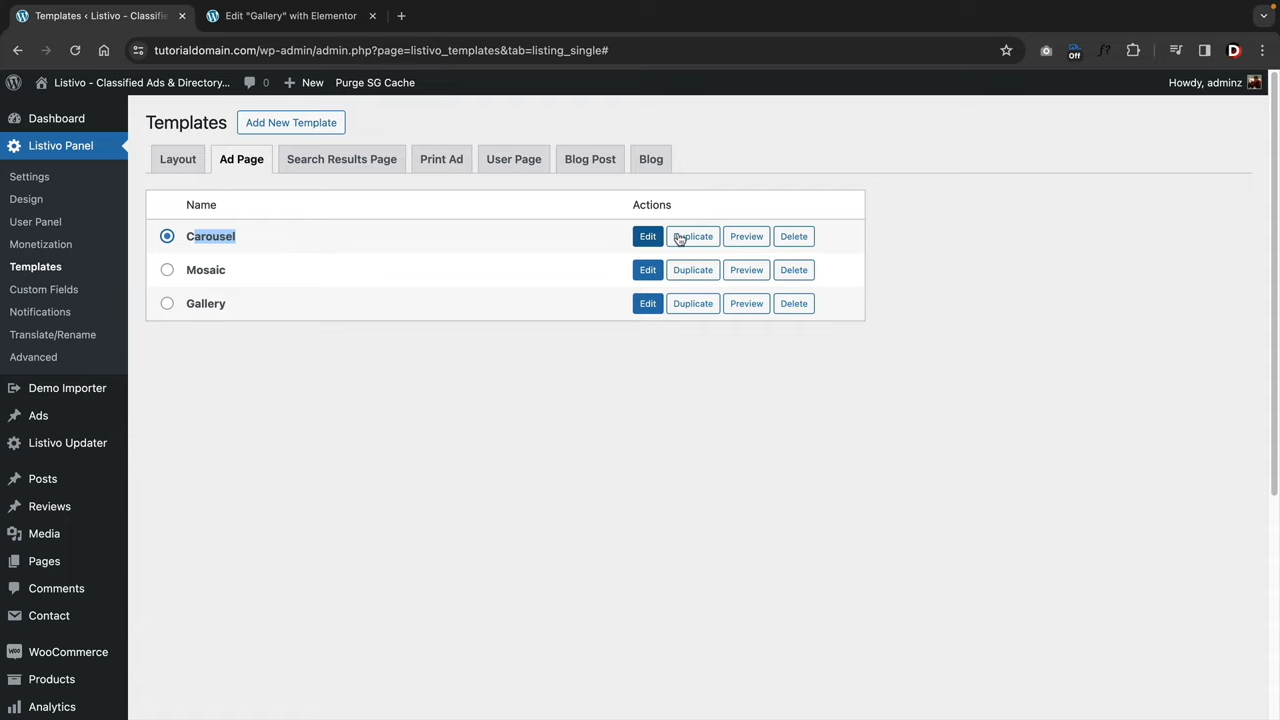 Templates ‹ Listivo – Classifie
Edit "Gallery" with Elementor
tutorialdomain.com/wp-admin/admin.php?page=listivo_templates&tab=listing_single#
Off
f?
D
Listivo – Classified Ads & Directory...
0
New
Purge SG Cache
Howdy, adminz
Dashboard
Listivo Panel
Settings
Design
User Panel
Monetization
Templates
Custom Fields
Notifications
Translate/Rename
Advanced
Demo Importer
Ads
Listivo Updater
Posts
Reviews
Media
Pages
Comments
Contact
WooCommerce
Products
Analytics
Templates
Add New Template
Layout
Ad Page
Search Results Page
Print Ad
User Page
Blog Post
Blog
Name Actions
Carousel Edit Duplicate Preview Delete
Mosaic Edit Duplicate Preview Delete
Gallery Edit Duplicate Preview Delete